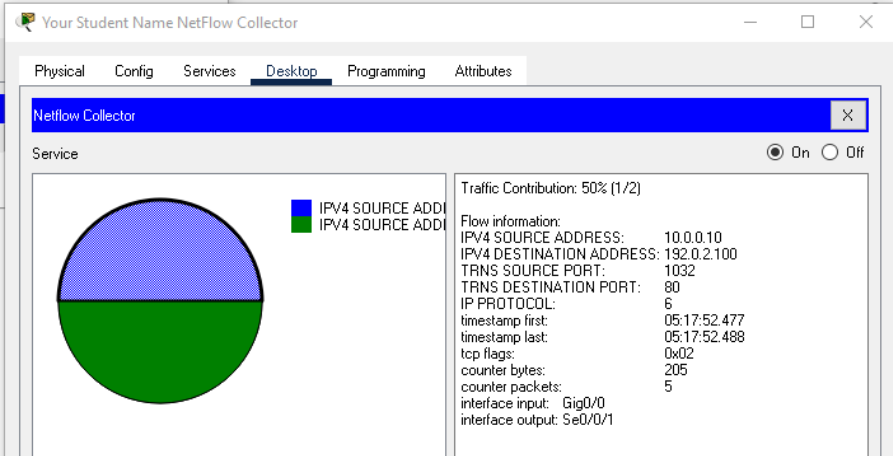 Your Student Name NetFlow Collector
Physical Config Services Desktop Programming Attributes
Netflow Collector X
Service On Off
IPV4 SOURCE ADDI
IPV4 SOURCE ADDI
Traffic Contribution: 50% (1/2)
Flow information:
IPV4 SOURCE ADDRESS: 10.0.0.10
IPV4 DESTINATION ADDRESS: 192.0.2.100
TRNS SOURCE PORT: 1032
TRNS DESTINATION PORT: 80
IP PROTOCOL: 6
timestamp first: 05:17:52.477
timestamp last: 05:17:52.488
tcp flags: 0x02
counter bytes: 205
counter packets: 5
interface input: Gig0/0
interface output: Se0/0/1